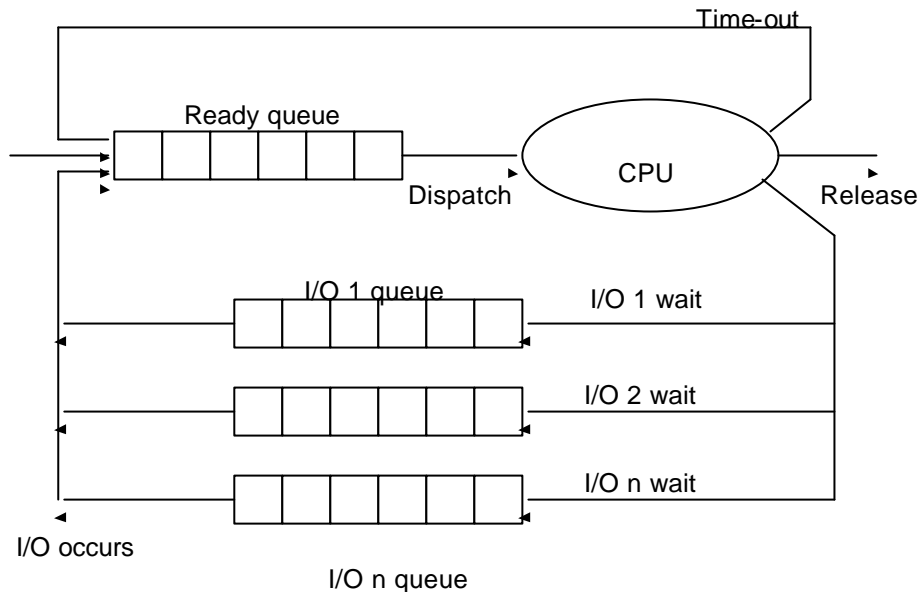 Time-out
Ready queue
CPU
Dispatch
Release
I/O 1 queue
I/O 1 wait
I/O 2 wait
I/O n wait
I/O occurs
I/O n queue